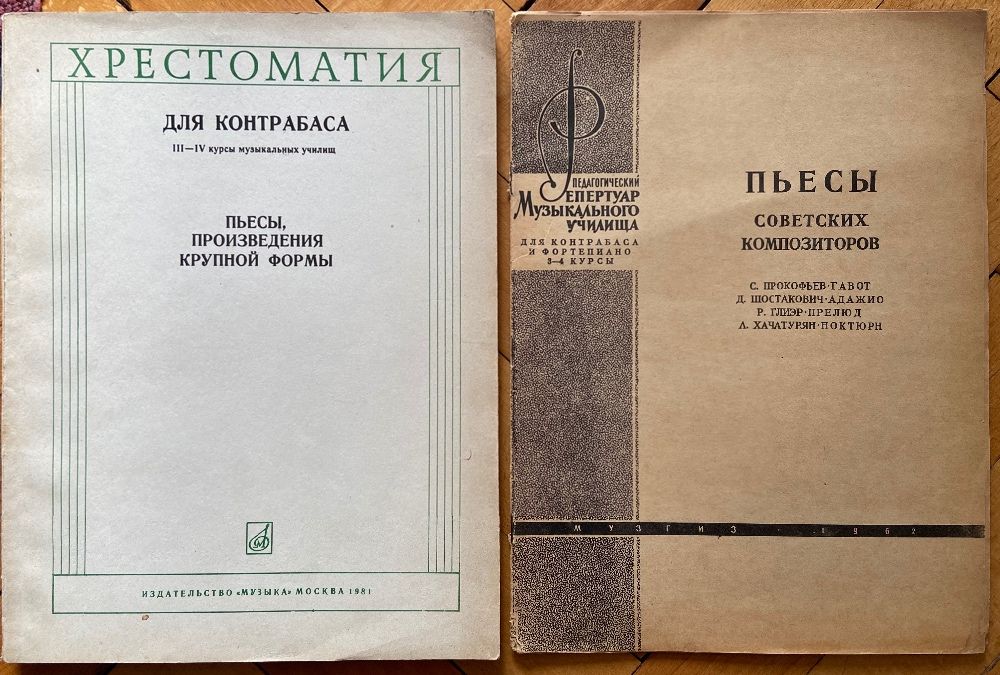 ХРЕСТОМАТИЯ
ДЛЯ КОНТРАБАСА
III—IV курсы музыкальных училищ
ПЬЕСЫ,
ПРОИЗВЕДЕНИЯ
КРУПНОЙ ФОРМЫ
ИЗДАТЕЛЬСТВО «МУЗЫКА» МОСКВА 1981
ПЕДАГОГИЧЕСКИЙ
РЕПЕРТУАР
МУЗЫКАЛЬНОГО
УЧИЛИЩА
ДЛЯ КОНТРАБАСА
И ФОРТЕПИАНО
3—4 КУРСЫ
ПЬЕСЫ
СОВЕТСКИХ
КОМПОЗИТОРОВ
С. ПРОКОФЬЕВ·ГАВОТ
Д. ШОСТАКОВИЧ·АДАЖИО
Р. ГЛИЭР·ПРЕЛЮД
А. ХАЧАТУРЯН·НОКТЮРН
МУЗГИЗ · 1962